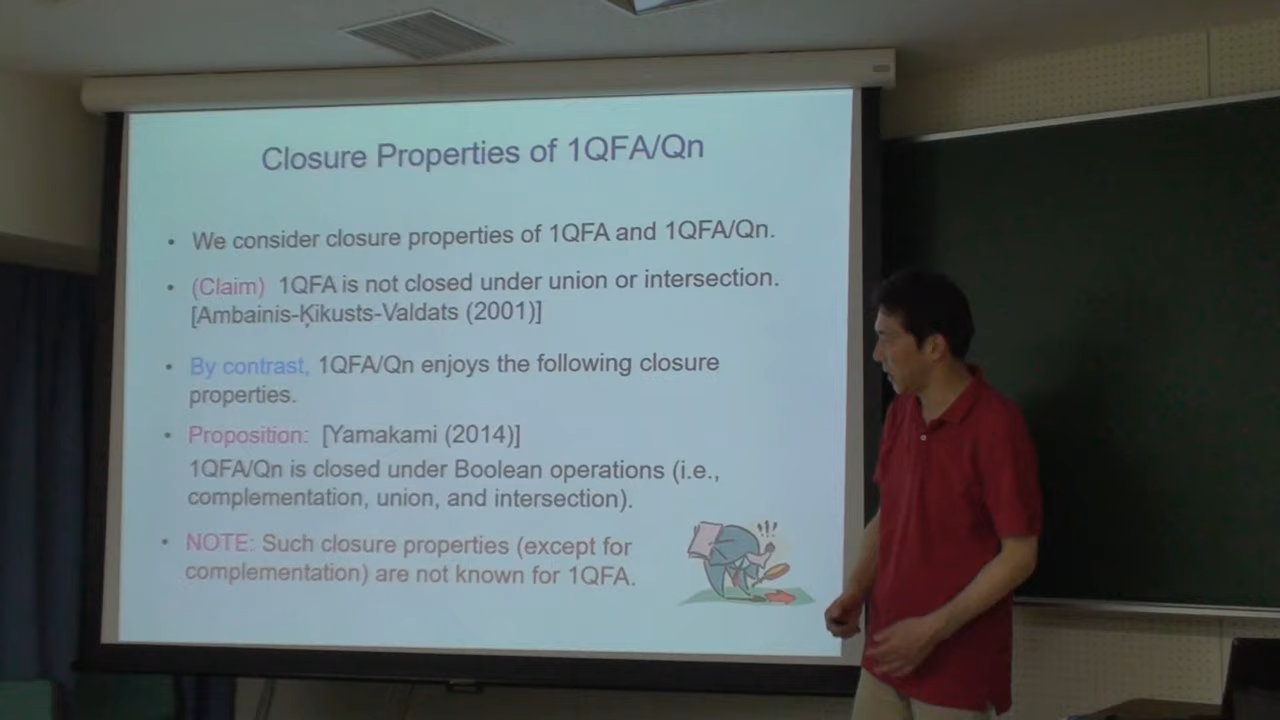 Closure Properties of 1QFA/Qn
• We consider closure properties of 1QFA and 1QFA/Qn.
• (Claim) 1QFA is not closed under union or intersection.
[Ambainis-Ķikusts-Valdats (2001)]
• By contrast, 1QFA/Qn enjoys the following closure
properties.
• Proposition: [Yamakami (2014)]
1QFA/Qn is closed under Boolean operations (i.e.,
complementation, union, and intersection).
• NOTE: Such closure properties (except for
complementation) are not known for 1QFA.
!!!